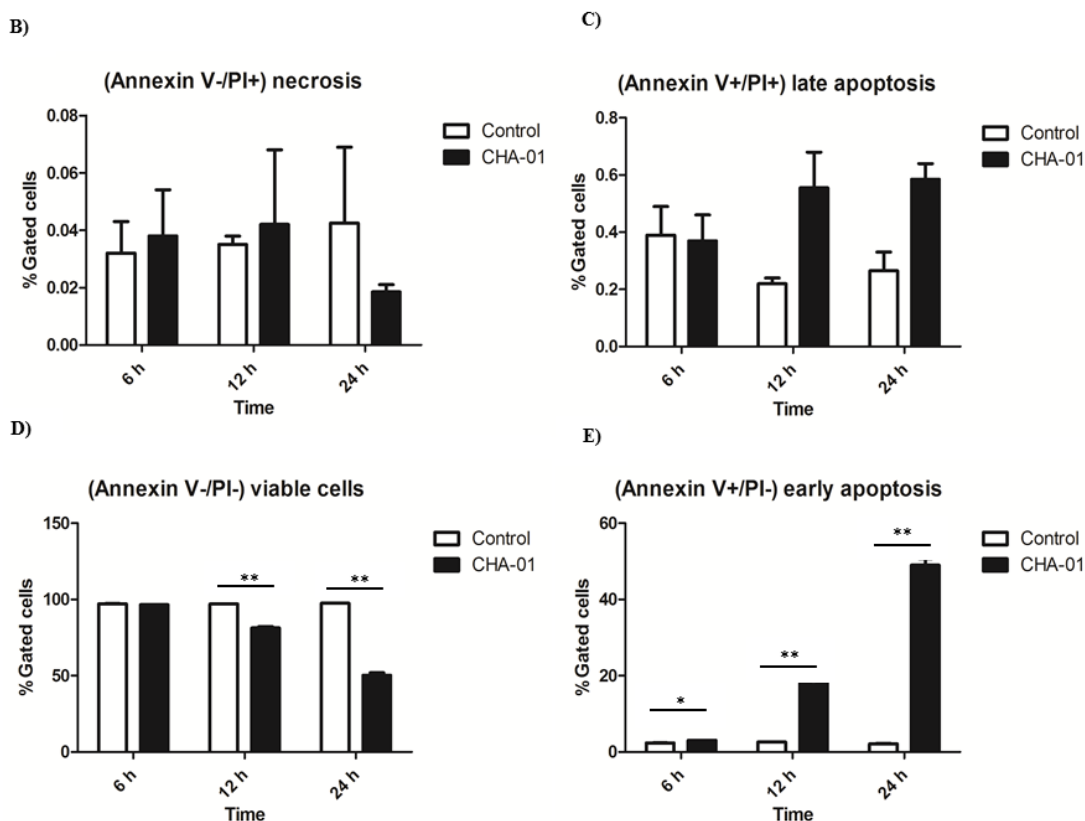 B)
(Annexin V-/PI+) necrosis
0.08
0.06
0.04
0.02
0.00
%Gated cells
6 h
12 h
24 h
Time
Control
CHA-01
C)
(Annexin V+/PI+) late apoptosis
0.8
0.6
0.4
0.2
0.0
%Gated cells
6 h
12 h
24 h
Time
Control
CHA-01
D)
(Annexin V-/PI-) viable cells
150
100
50
0
%Gated cells
**
**
6 h
12 h
24 h
Time
Control
CHA-01
E)
(Annexin V+/PI-) early apoptosis
60
40
20
0
%Gated cells
*
**
**
6 h
12 h
24 h
Time
Control
CHA-01